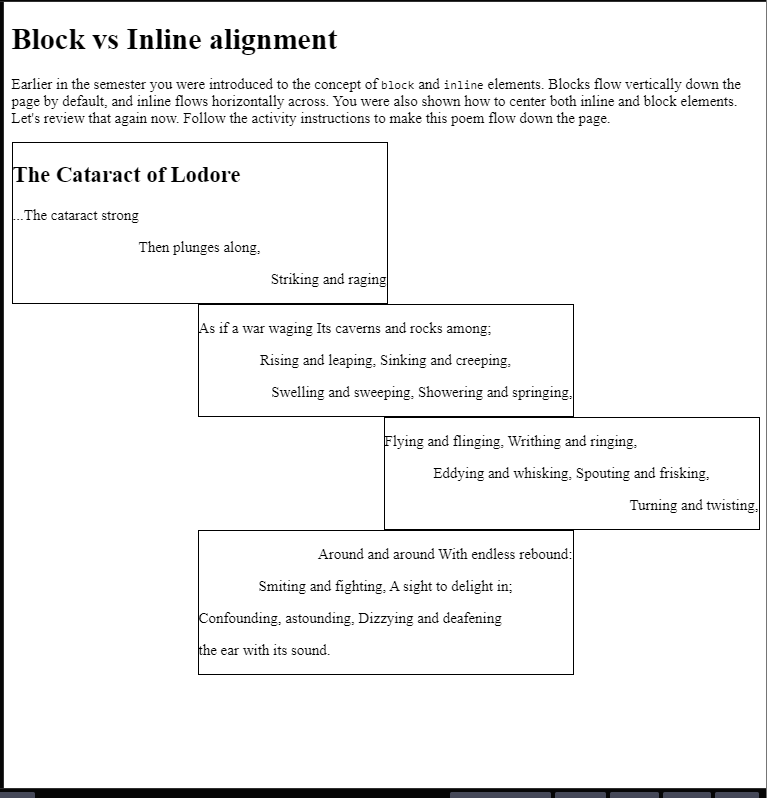 Block vs Inline alignment
Earlier in the semester you were introduced to the concept of block and inline elements. Blocks flow vertically down the
page by default, and inline flows horizontally across. You were also shown how to center both inline and block elements.
Let's review that again now. Follow the activity instructions to make this poem flow down the page.
The Cataract of Lodore
...The cataract strong
Then plunges along,
Striking and raging
As if a war waging Its caverns and rocks among;
Rising and leaping, Sinking and creeping,
Swelling and sweeping, Showering and springing,
Flying and flinging, Writhing and ringing,
Eddying and whisking, Spouting and frisking,
Turning and twisting,
Around and around With endless rebound:
Smiting and fighting, A sight to delight in;
Confounding, astounding, Dizzying and deafening
the ear with its sound.